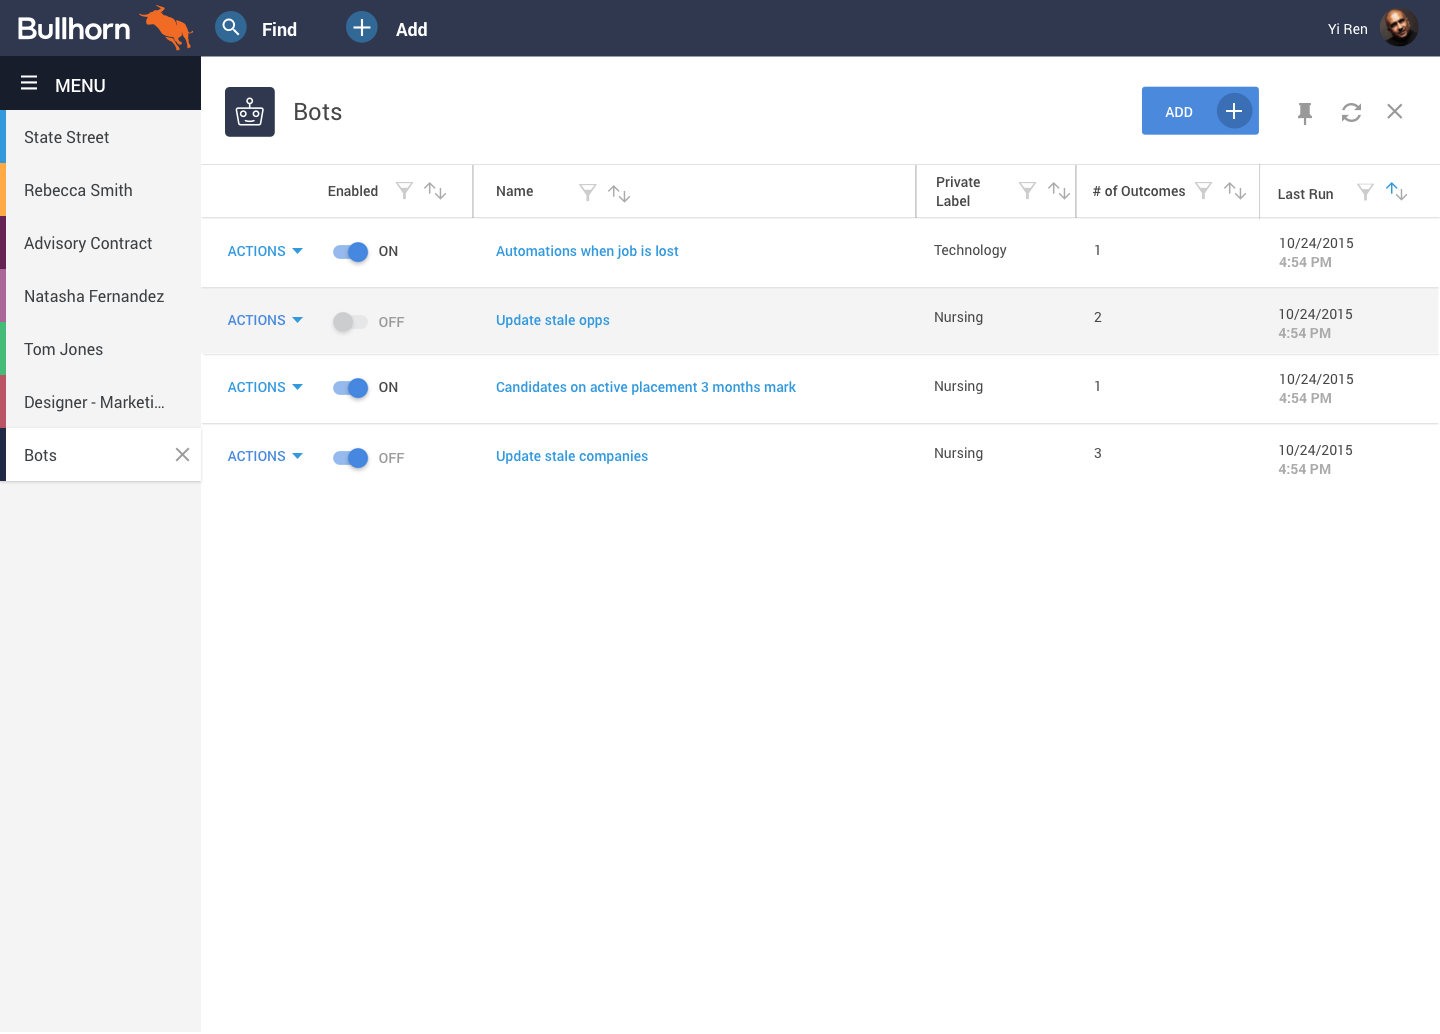 Bullhorn Find Add Yi Ren
MENU
State Street
Rebecca Smith
Advisory Contract
Natasha Fernandez
Tom Jones
Designer - Marketi...
Bots
Bots ADD
Enabled Name Private Label # of Outcomes Last Run
ACTIONS ON Automations when job is lost Technology 1 10/24/2015
4:54 PM
ACTIONS OFF Update stale opps Nursing 2 10/24/2015
4:54 PM
ACTIONS ON Candidates on active placement 3 months mark Nursing 1 10/24/2015
4:54 PM
ACTIONS OFF Update stale companies Nursing 3 10/24/2015
4:54 PM